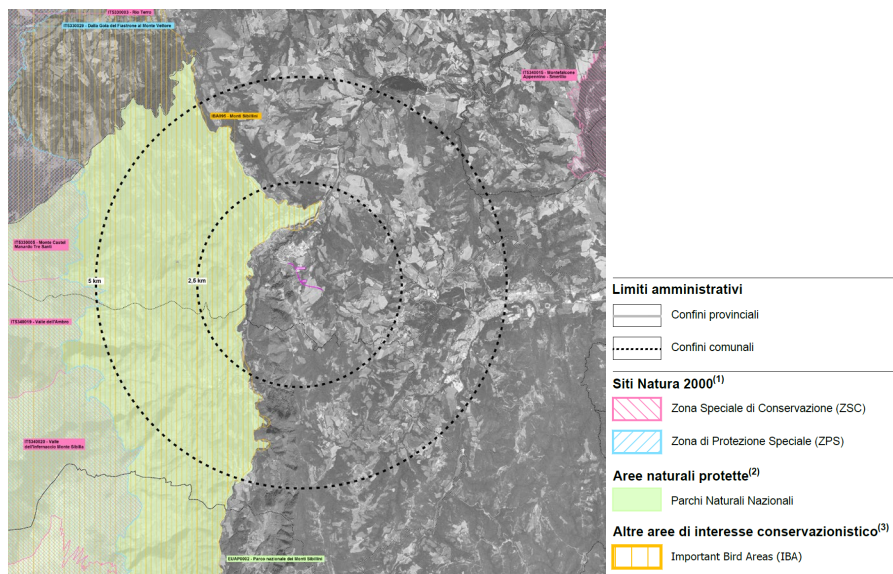 IT5330003 - Rio Terro
IT5330029 - Dalla Gola del Fiastrone al Monte Vettore
IT5340015 - Montefalcone
Appennino - Smerillo
IBA095 - Monti Sibillini
IT5330005 - Monte Castel
Manardo Tre Santi
5 km
2,5 km
IT5340019 - Valle dell'Ambro
IT5340020 - Valle
dell'Infernaccio Monte Sibilla
EUAP0002 - Parco nazionale dei Monti Sibillini
Limiti amministrativi
Confini provinciali
Confini comunali
Siti Natura 2000(1)
Zona Speciale di Conservazione (ZSC)
Zona di Protezione Speciale (ZPS)
Aree naturali protette(2)
Parchi Naturali Nazionali
Altre aree di interesse conservazionistico(3)
Important Bird Areas (IBA)